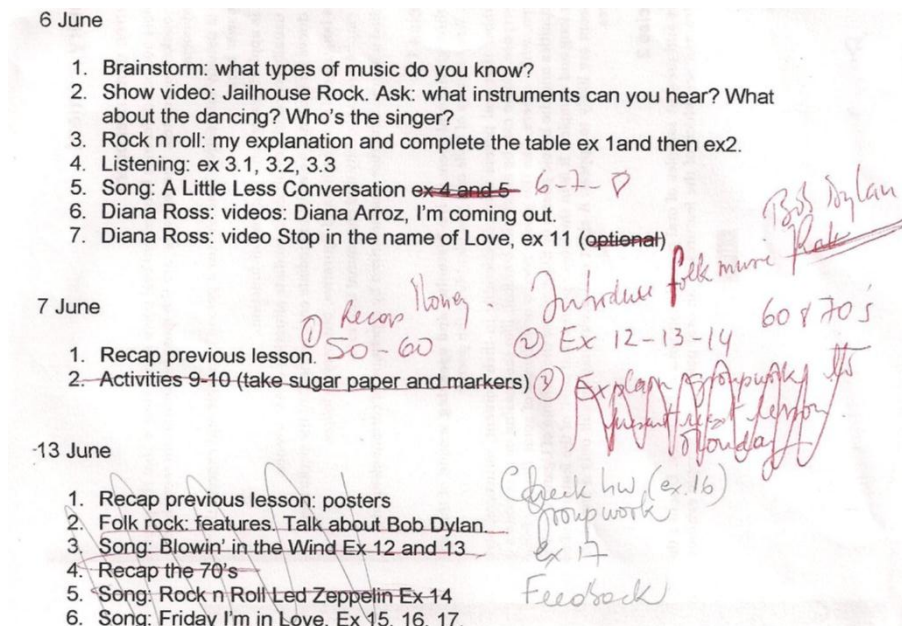 6 June
1. Brainstorm: what types of music do you know?
2. Show video: Jailhouse Rock. Ask: what instruments can you hear? What
about the dancing? Who's the singer?
3. Rock n roll: my explanation and complete the table ex 1and then ex2.
4. Listening: ex 3.1, 3.2, 3.3
5. Song: A Little Less Conversation ex 4 and 5 6-7-
6. Diana Ross: videos: Diana Arroz, I'm coming out.
Bob Dylan
7. Diana Ross: video Stop in the name of Love, ex 11 (optional)
Introduce folk music
7 June
① Recap
② Ex 12-13-14
60 & 70's
1. Recap previous lesson. 50-60
2. Activities 9-10 (take sugar paper and markers)
③ Explain groupwork
present next lesson
Monday
13 June
1. Recap previous lesson: posters
2. Folk rock: features. Talk about Bob Dylan.
3. Song: Blowin' in the Wind Ex 12 and 13
4. Recap the 70's
5. Song: Rock n Roll Led Zeppelin Ex 14
6. Song: Friday I'm in Love. Ex 15, 16, 17.
Check hw (ex.16)
groupwork
ex 17
Feedback